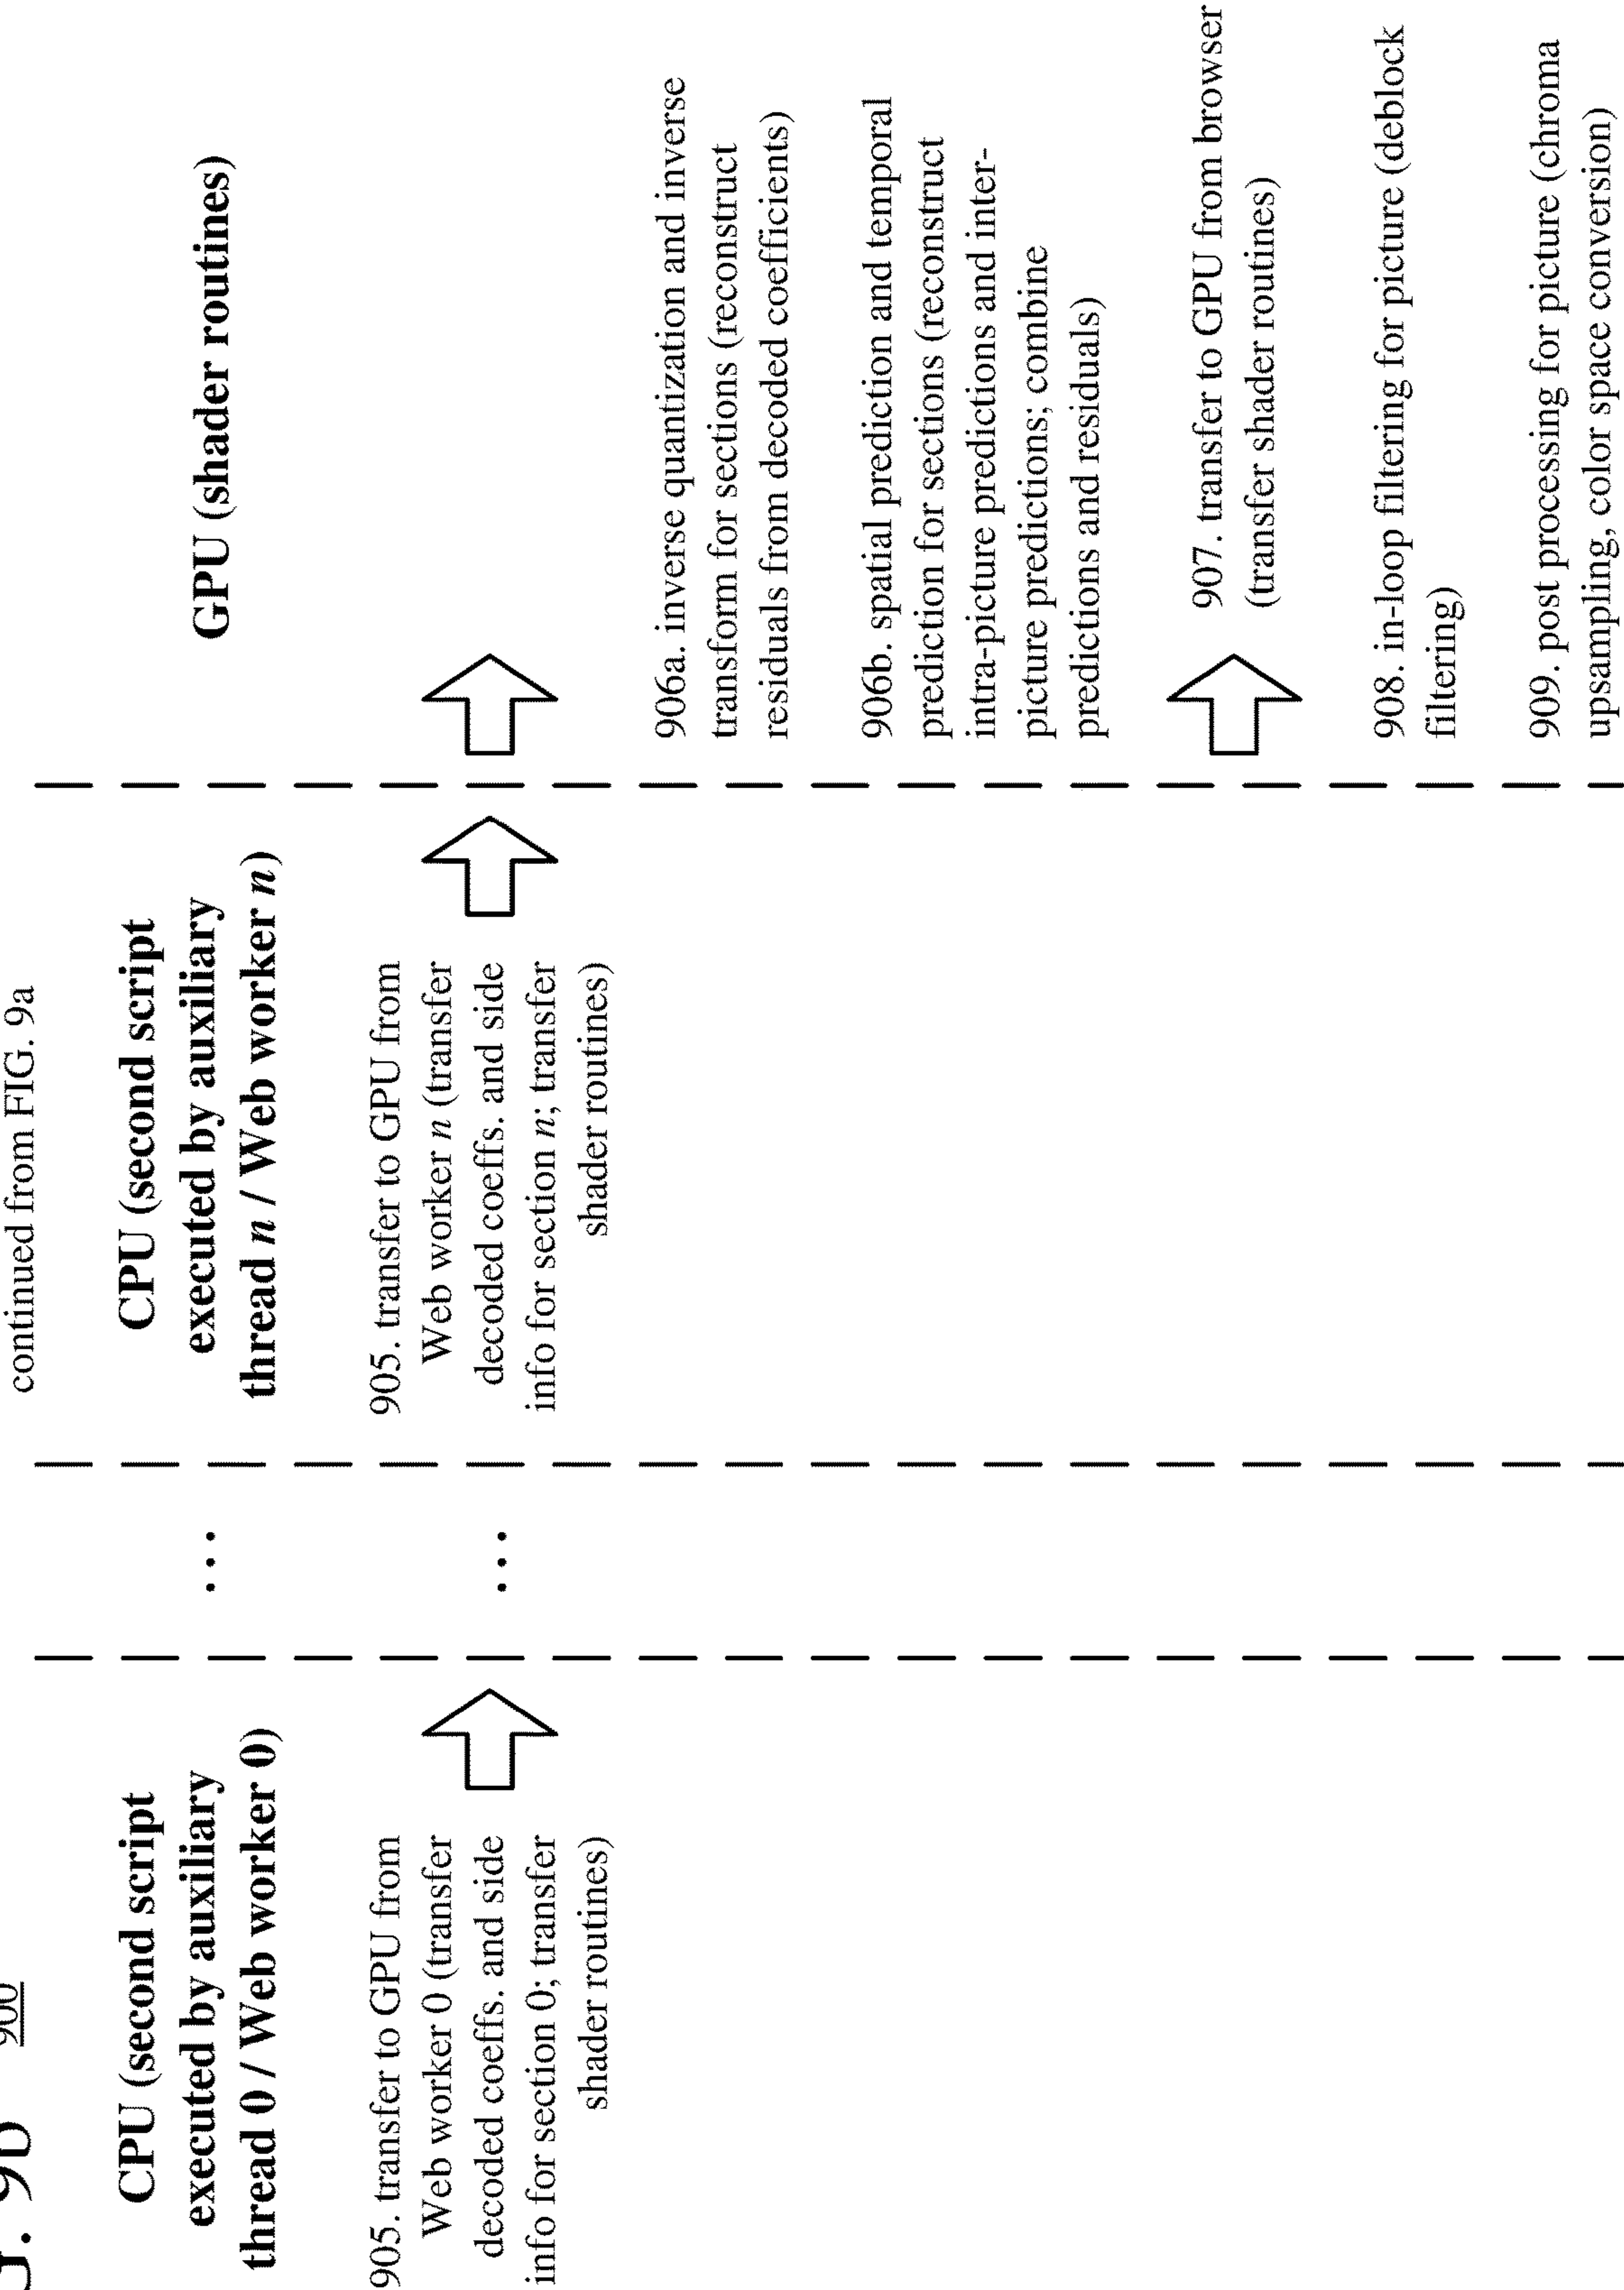 G. 9b 900
continued from FIG. 9a
CPU (second script
executed by auxiliary
thread 0 / Web worker 0)
...
CPU (second script
executed by auxiliary
thread n / Web worker n)
GPU (shader routines)
905. transfer to GPU from
Web worker 0 (transfer
decoded coeffs. and side
info for section 0; transfer
shader routines)
...
905. transfer to GPU from
Web worker n (transfer
decoded coeffs. and side
info for section n; transfer
shader routines)
906a. inverse quantization and inverse
transform for sections (reconstruct
residuals from decoded coefficients)
906b. spatial prediction and temporal
prediction for sections (reconstruct
intra-picture predictions and inter-
picture predictions; combine
predictions and residuals)
907. transfer to GPU from browser
(transfer shader routines)
908. in-loop filtering for picture (deblock
filtering)
909. post processing for picture (chroma
upsampling, color space conversion)